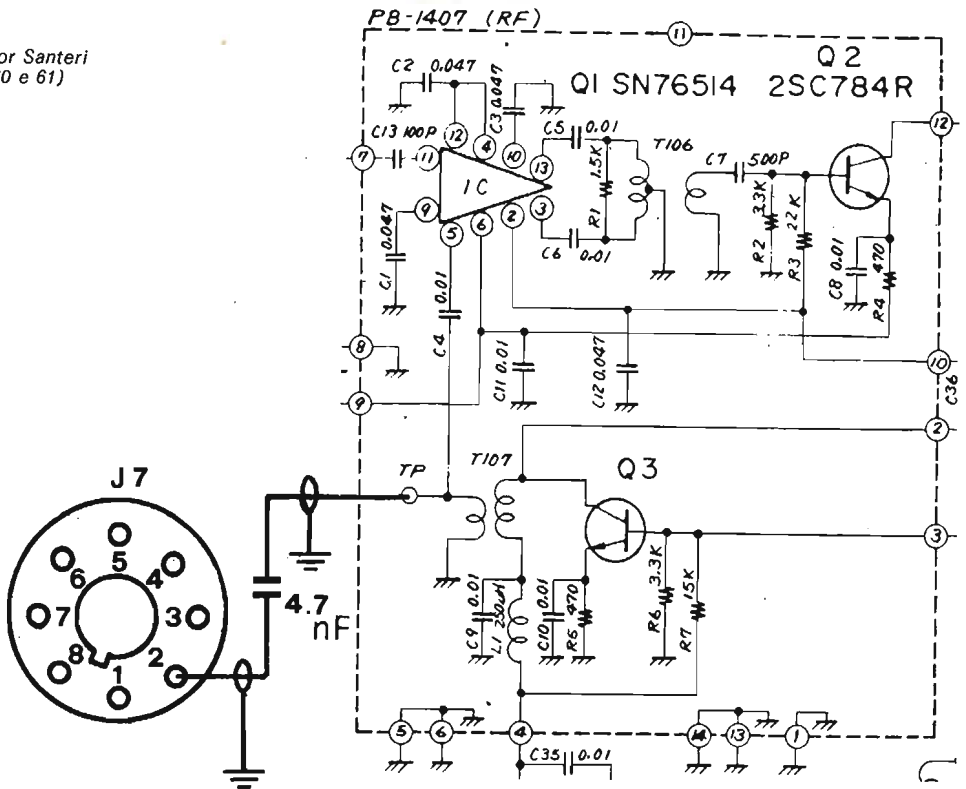 PB-1407 (RF)
or Santeri
0 e 61)
11
Q2
Q1 SN76514 2SC784R
C2 0.047
C3 0.047
C13 100P
12
4
10
13
7
11
IC
9
5
6
2
3
C5 0.01
R1 1.5K
C6 0.01
T106
C7 500P
R2 3.3K
R3 22K
C8 0.01
R4 470
12
C1 0.047
C4 0.01
8
9
C11 0.01
C12 0.047
10
C36
2
T107
TP
Q3
3
J7
5
6
4
7
3
8
2
1
4.7
nF
C9 0.01
L1 250uH
C10 0.01
R6 470
R6 3.3K
R7 15K
5
6
4
14
13
1
C35 0.01